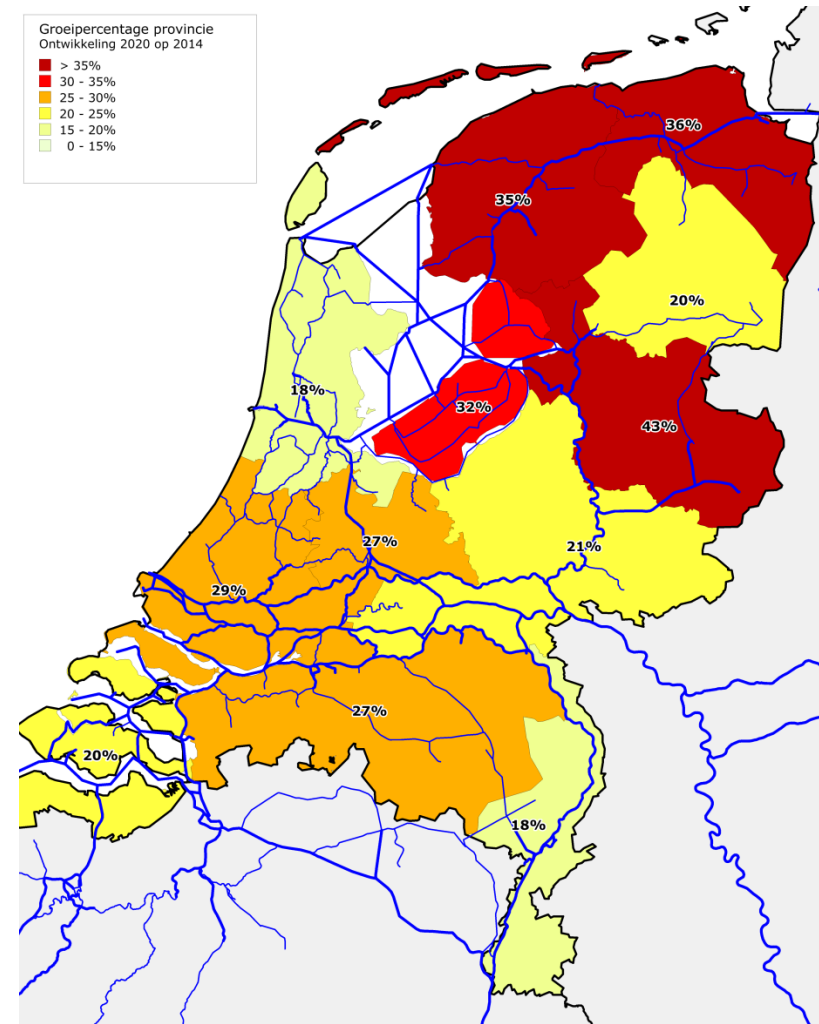 Groeipercentage provincie
Ontwikkeling 2020 op 2014
> 35%
30 - 35%
25 - 30%
20 - 25%
15 - 20%
0 - 15%
36%
35%
20%
18%
32%
43%
27%
21%
29%
27%
20%
18%